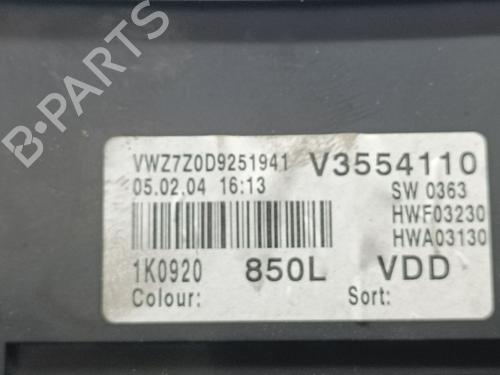 VWZ7Z0D9251941 V3554110
05.02.04 16:13 SW 0363
HWF03230
HWA03130
1K0920 850L VDD
Colour: Sort:
B-PARTS